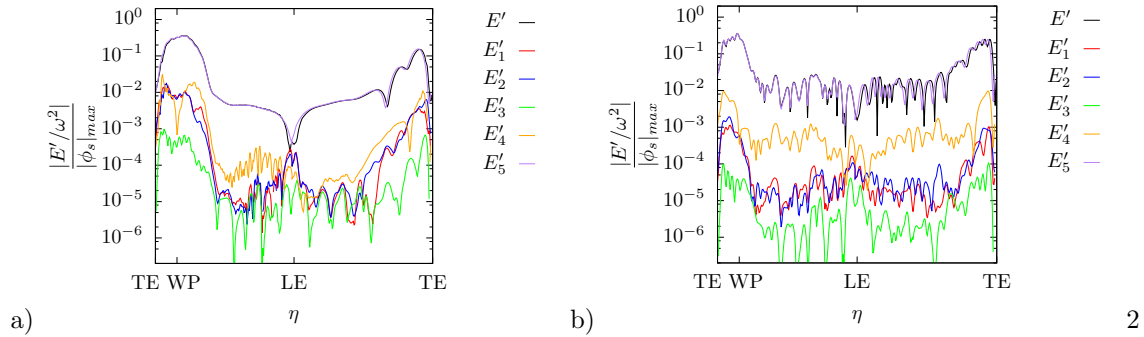 10^0
10^-1
10^-2
10^-3
10^-4
10^-5
10^-6
|E'/ω²|
|ϕ_s|_max
TE WP LE TE
η
E'
E'_1
E'_2
E'_3
E'_4
E'_5
a)
10^0
10^-1
10^-2
10^-3
10^-4
10^-5
10^-6
|E'/ω²|
|ϕ_s|_max
TE WP LE TE
η
E'
E'_1
E'_2
E'_3
E'_4
E'_5
b)
2